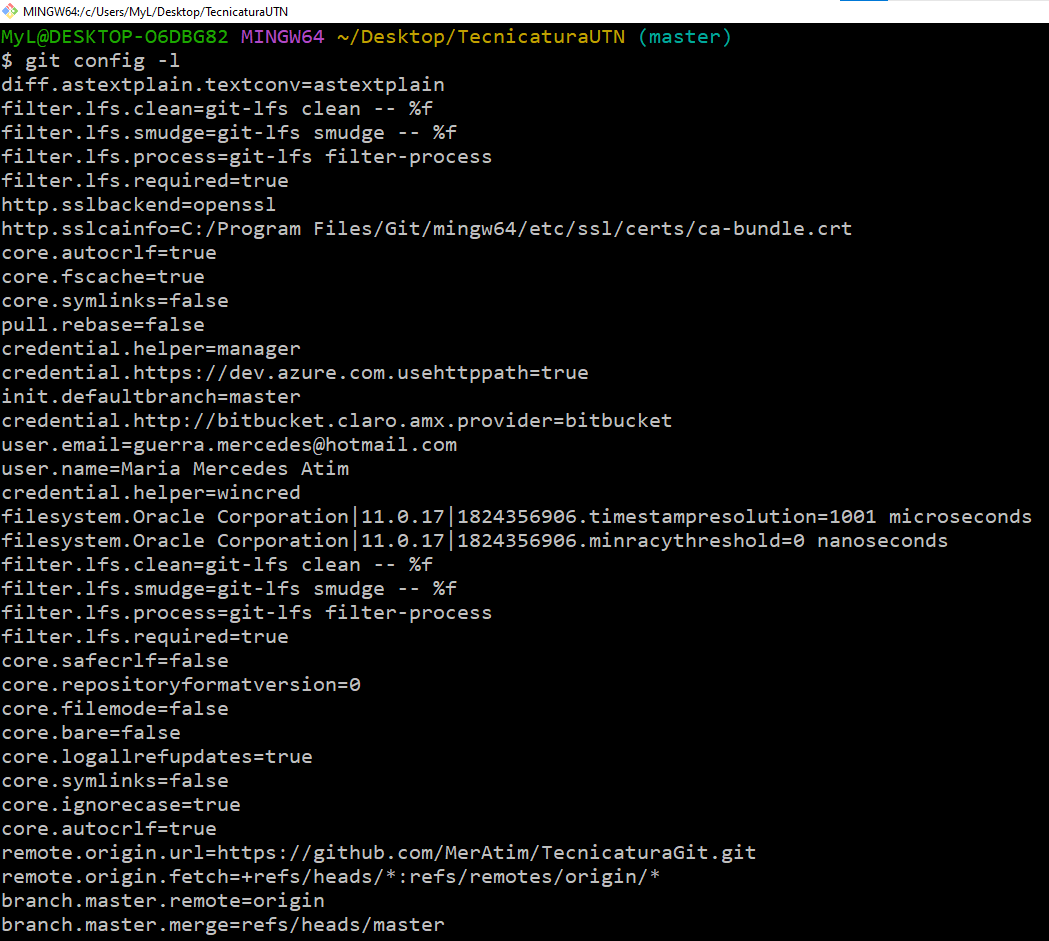 MINGW64:/c/Users/MyL/Desktop/TecnicaturaUTN
MyL@DESKTOP-O6DBG82 MINGW64 ~/Desktop/TecnicaturaUTN (master)
$ git config -l
diff.astextplain.textconv=astextplain
filter.lfs.clean=git-lfs clean -- %f
filter.lfs.smudge=git-lfs smudge -- %f
filter.lfs.process=git-lfs filter-process
filter.lfs.required=true
http.sslbackend=openssl
http.sslcainfo=C:/Program Files/Git/mingw64/etc/ssl/certs/ca-bundle.crt
core.autocrlf=true
core.fscache=true
core.symlinks=false
pull.rebase=false
credential.helper=manager
credential.https://dev.azure.com.usehttppath=true
init.defaultbranch=master
credential.http://bitbucket.claro.amx.provider=bitbucket
user.email=guerra.mercedes@hotmail.com
user.name=Maria Mercedes Atim
credential.helper=wincred
filesystem.Oracle Corporation|11.0.17|1824356906.timestampresolution=1001 microseconds
filesystem.Oracle Corporation|11.0.17|1824356906.minracythreshold=0 nanoseconds
filter.lfs.clean=git-lfs clean -- %f
filter.lfs.smudge=git-lfs smudge -- %f
filter.lfs.process=git-lfs filter-process
filter.lfs.required=true
core.safecrlf=false
core.repositoryformatversion=0
core.filemode=false
core.bare=false
core.logallrefupdates=true
core.symlinks=false
core.ignorecase=true
core.autocrlf=true
remote.origin.url=https://github.com/MerAtim/TecnicaturaGit.git
remote.origin.fetch=+refs/heads/*:refs/remotes/origin/*
branch.master.remote=origin
branch.master.merge=refs/heads/master